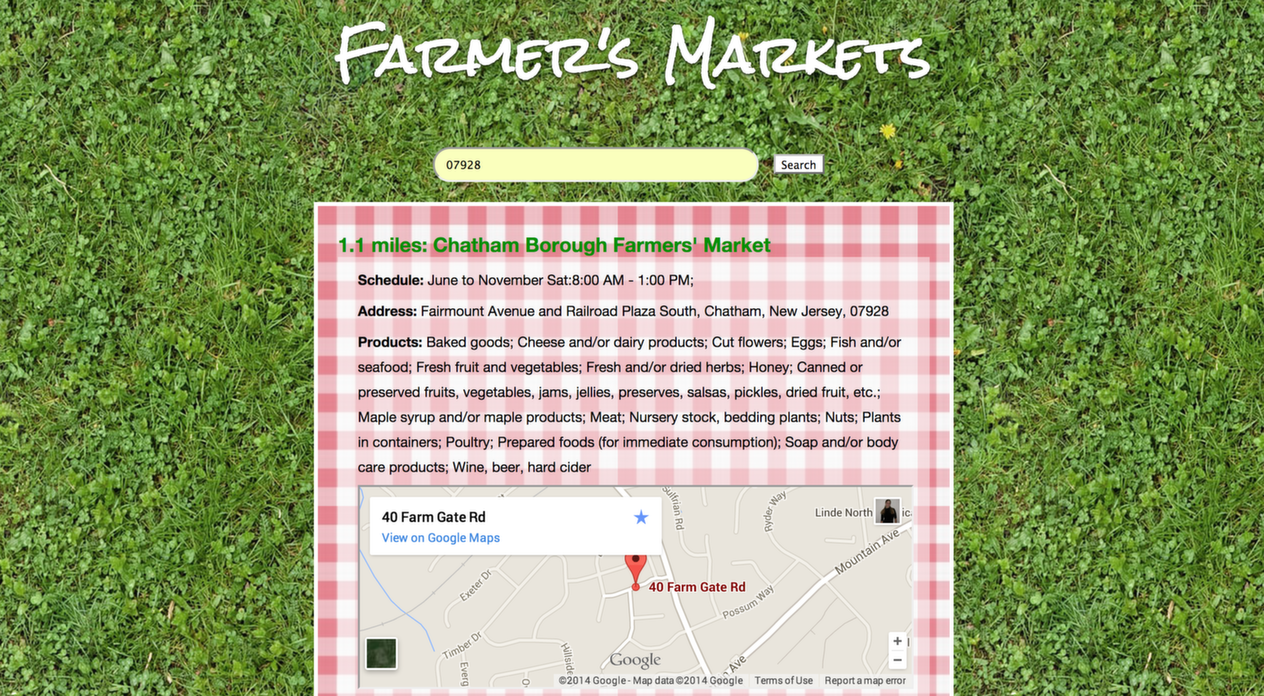 Farmer's Markets
07928
Search
1.1 miles: Chatham Borough Farmers' Market
Schedule: June to November Sat:8:00 AM - 1:00 PM;
Address: Fairmount Avenue and Railroad Plaza South, Chatham, New Jersey, 07928
Products: Baked goods; Cheese and/or dairy products; Cut flowers; Eggs; Fish and/or
seafood; Fresh fruit and vegetables; Fresh and/or dried herbs; Honey; Canned or
preserved fruits, vegetables, jams, jellies, preserves, salsas, pickles, dried fruit, etc.;
Maple syrup and/or maple products; Meat; Nursery stock, bedding plants; Nuts; Plants
in containers; Poultry; Prepared foods (for immediate consumption); Soap and/or body
care products; Wine, beer, hard cider
40 Farm Gate Rd
View on Google Maps
Ryder Way
Linde North
Mountain Ave
40 Farm Gate Rd
Exeter Dr
Possum Way
Timber Dr
Ave
+
−
Google
©2014 Google - Map data ©2014 Google Terms of Use Report a map error